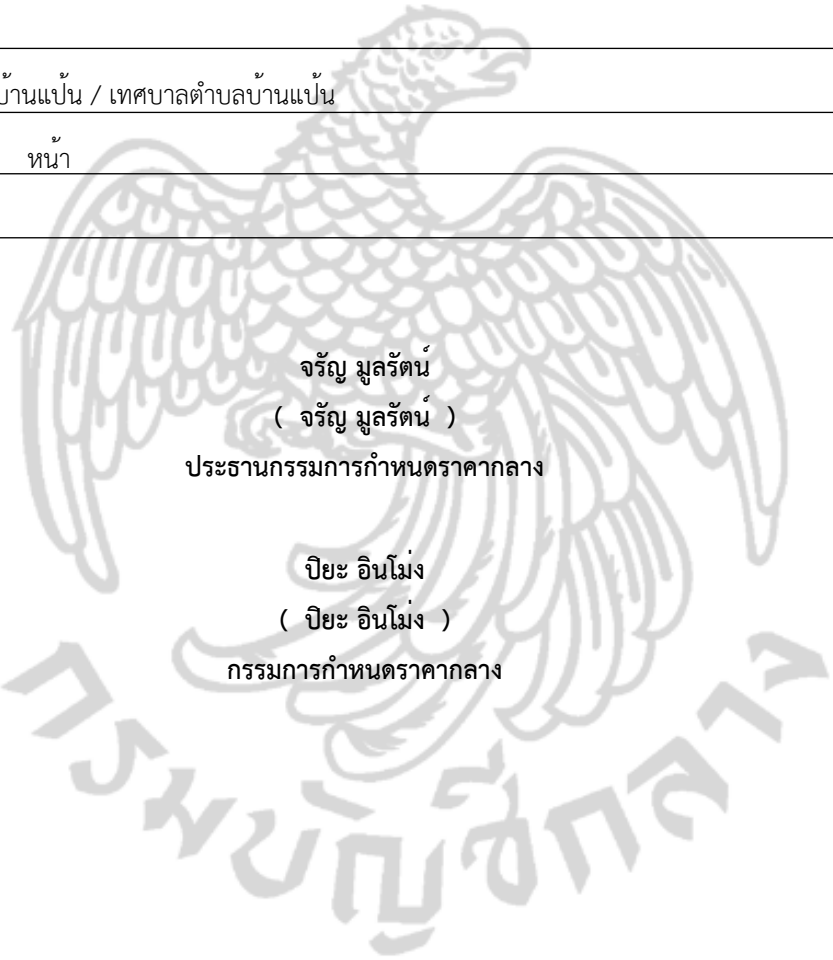 บ้านแป้น / เทศบาลตำบลบ้านแป้น
หน้า
จรัญ มูลรัตน์
( จรัญ มูลรัตน์ )
ประธานกรรมการกำหนดราคากลาง
ปิยะ อินโม่ง
( ปิยะ อินโม่ง )
กรรมการกำหนดราคากลาง
กรมบัญชีกลาง